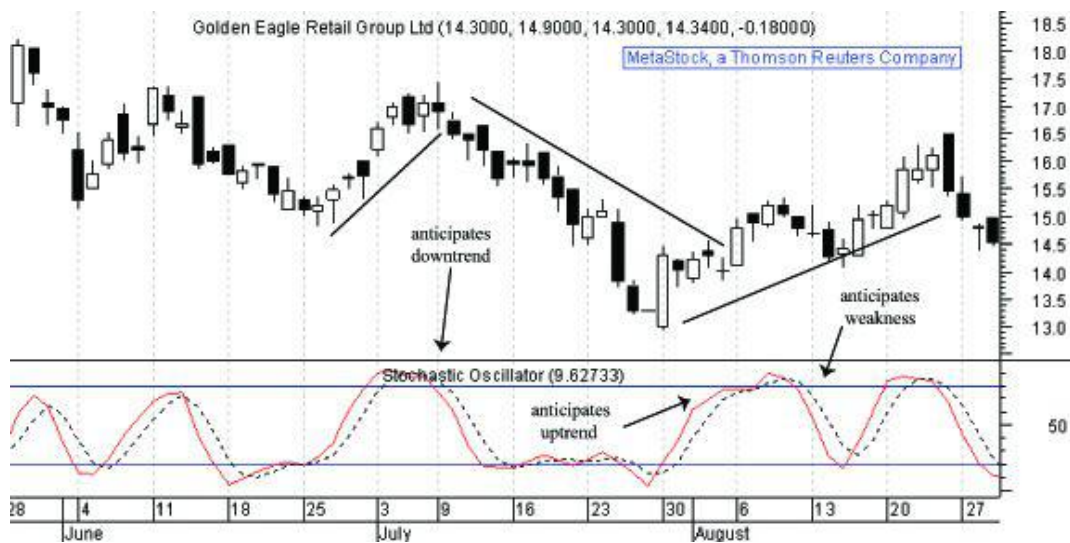 Golden Eagle Retail Group Ltd (14.3000, 14.9000, 14.3000, 14.3400, -0.18000)
MetaStock, a Thomson Reuters Company
18.5
18.0
17.5
17.0
16.5
16.0
15.5
15.0
14.5
14.0
13.5
13.0
anticipates
downtrend
anticipates
weakness
Stochastic Oscillator (9.62733)
anticipates
uptrend
50
28 4 11 18 25 3 9 16 23 30 6 13 20 27
June July August